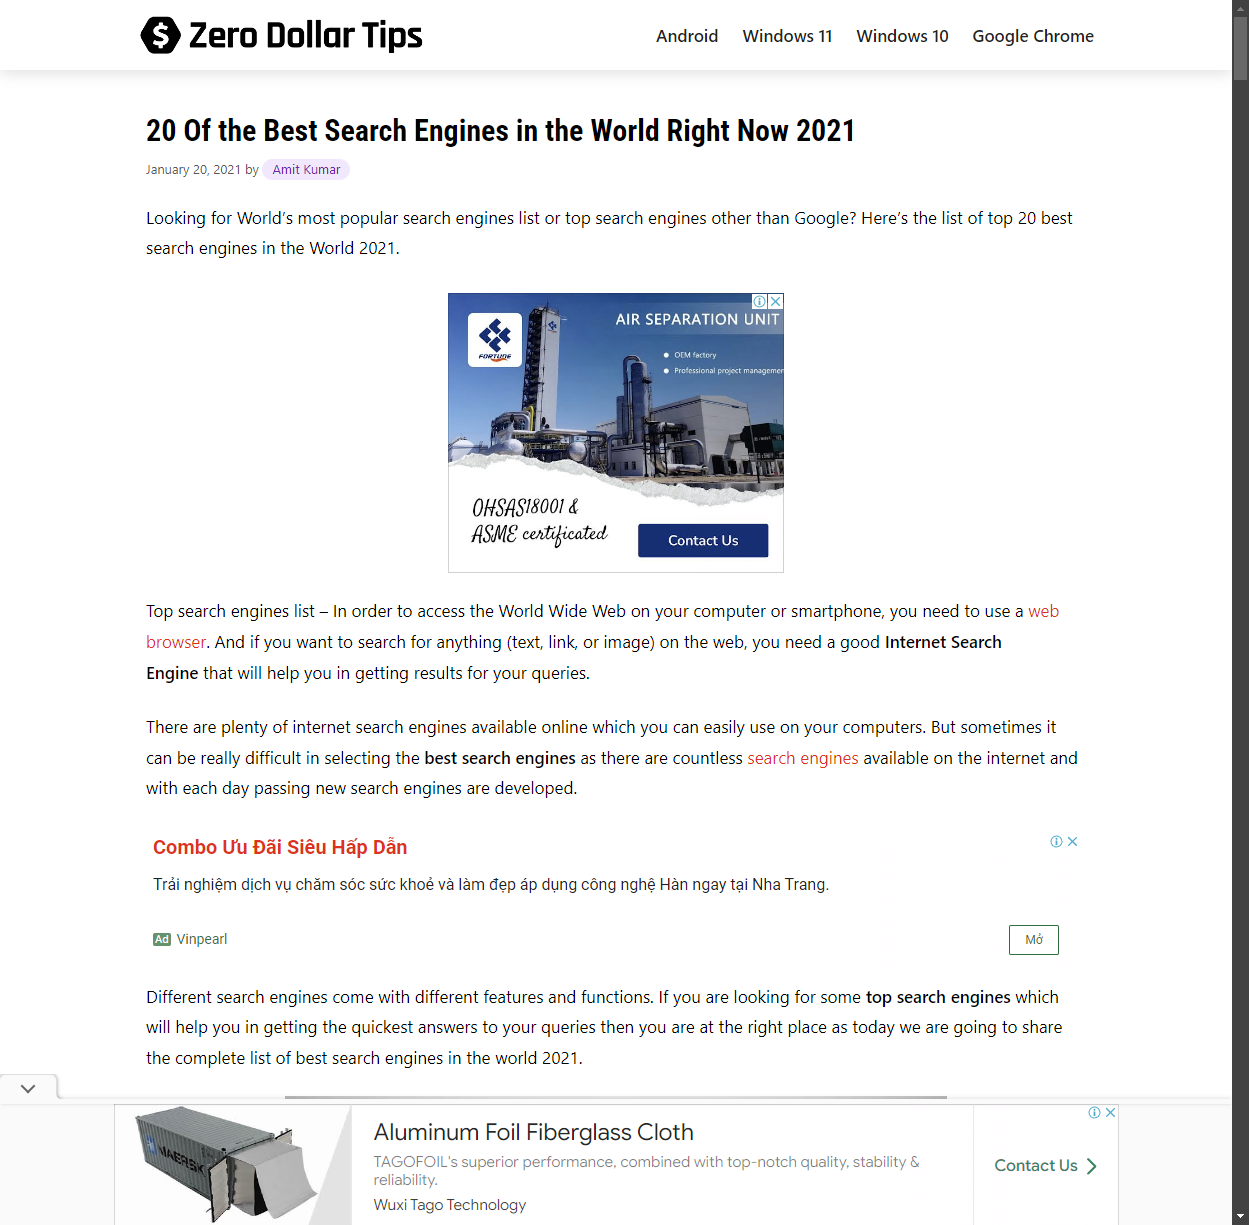 Zero Dollar Tips
Android Windows 11 Windows 10 Google Chrome
20 Of the Best Search Engines in the World Right Now 2021
January 20, 2021 by Amit Kumar
Looking for World’s most popular search engines list or top search engines other than Google? Here’s the list of top 20 best
search engines in the World 2021.
FORTUNE
AIR SEPARATION UNIT
OEM factory
Professional project managemen
OHSAS18001 &
ASME certificated
Contact Us
Top search engines list – In order to access the World Wide Web on your computer or smartphone, you need to use a web
browser. And if you want to search for anything (text, link, or image) on the web, you need a good Internet Search
Engine that will help you in getting results for your queries.
There are plenty of internet search engines available online which you can easily use on your computers. But sometimes it
can be really difficult in selecting the best search engines as there are countless search engines available on the internet and
with each day passing new search engines are developed.
Combo Ưu Đãi Siêu Hấp Dẫn
Trải nghiệm dịch vụ chăm sóc sức khoẻ và làm đẹp áp dụng công nghệ Hàn ngay tại Nha Trang.
Ad Vinpearl
Mở
Different search engines come with different features and functions. If you are looking for some top search engines which
will help you in getting the quickest answers to your queries then you are at the right place as today we are going to share
the complete list of best search engines in the world 2021.
MAERSK
Aluminum Foil Fiberglass Cloth
TAGOFOIL's superior performance, combined with top-notch quality, stability &
reliability.
Wuxi Tago Technology
Contact Us